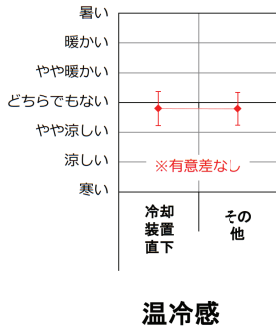 暑い
暖かい
やや暖かい
どちらでもない
やや涼しい
涼しい
寒い
※有意差なし
冷却
装置
直下
その
他
温冷感